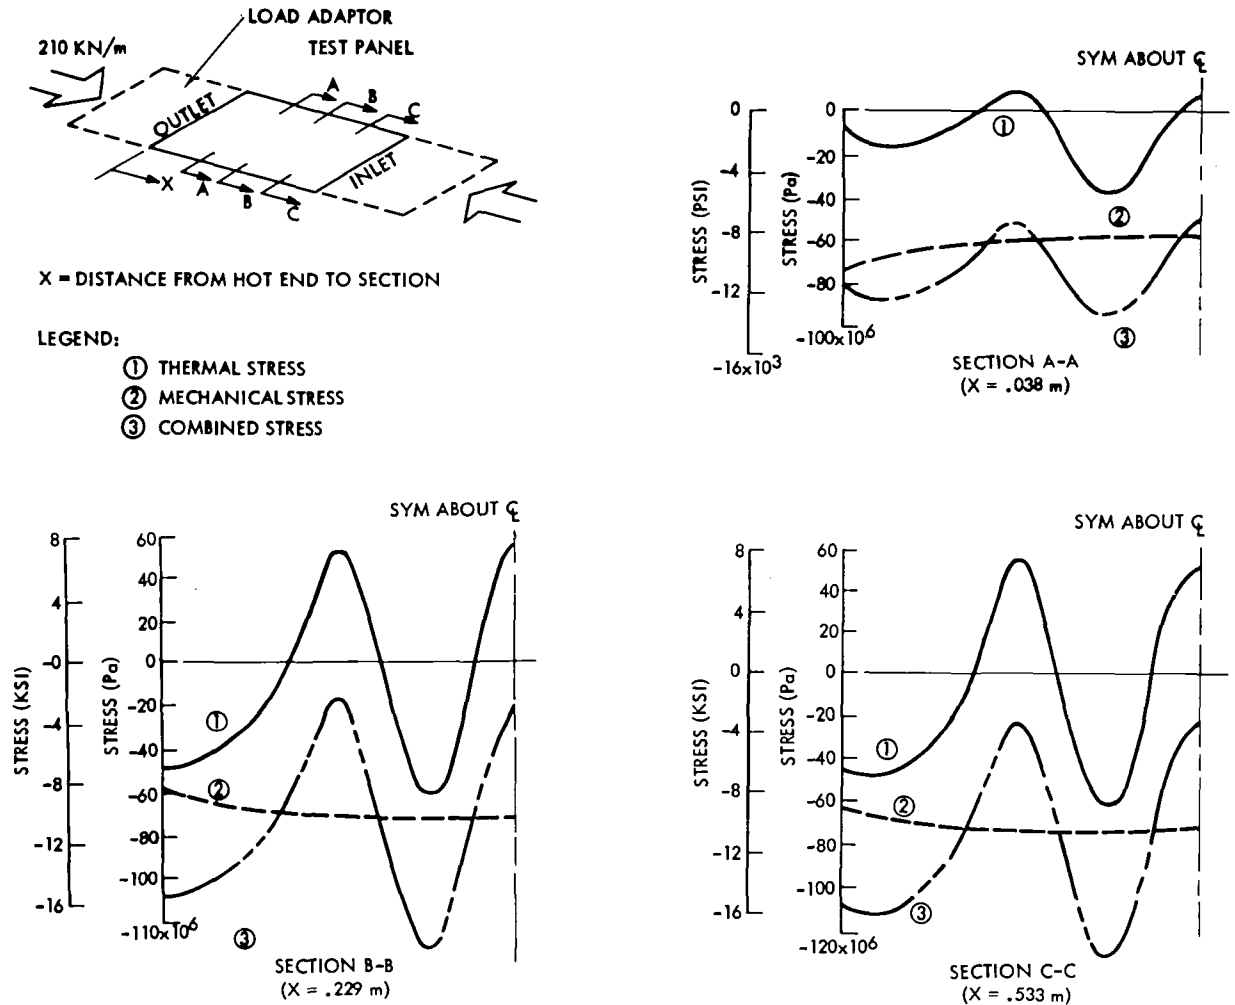 LOAD ADAPTOR
210 KN/m
TEST PANEL
A
B
C
OUTLET
INLET
X
A
B
C
X = DISTANCE FROM HOT END TO SECTION
LEGEND:
① THERMAL STRESS
② MECHANICAL STRESS
③ COMBINED STRESS
SYM ABOUT ℄
STRESS (PSI)
0
-4
-8
-12
-16x10³
STRESS (Pa)
0
-20
-40
-60
-80
-100x10⁶
①
②
③
SECTION A-A
(X = .038 m)
SYM ABOUT ℄
STRESS (KSI)
8
4
-0
-4
-8
-12
-16
STRESS (Pa)
60
40
20
0
-20
-40
-60
-80
-100
-110x10⁶
①
②
③
SECTION B-B
(X = .229 m)
SYM ABOUT ℄
STRESS (KSI)
8
4
0
-4
-8
-12
-16
STRESS (Pa)
60
40
20
0
-20
-40
-60
-80
-100
-120x10⁶
①
②
③
SECTION C-C
(X = .533 m)